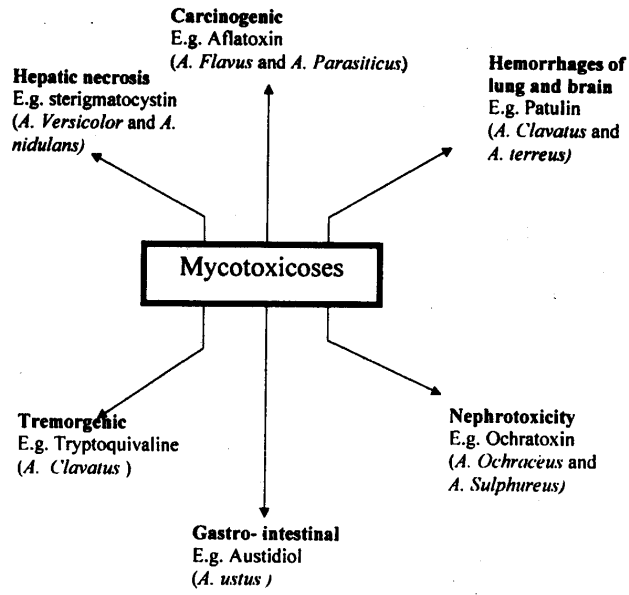 Carcinogenic
E.g. Aflatoxin
(A. Flavus and A. Parasiticus)
Hepatic necrosis
E.g. sterigmatocystin
(A. Versicolor and A.
nidulans)
Hemorrhages of
lung and brain
E.g. Patulin
(A. Clavatus and
A. terreus)
Mycotoxicoses
Tremorgenic
E.g. Tryptoquivaline
(A. Clavatus )
Nephrotoxicity
E.g. Ochratoxin
(A. Ochraceus and
A. Sulphureus)
Gastro- intestinal
E.g. Austidiol
(A. ustus )